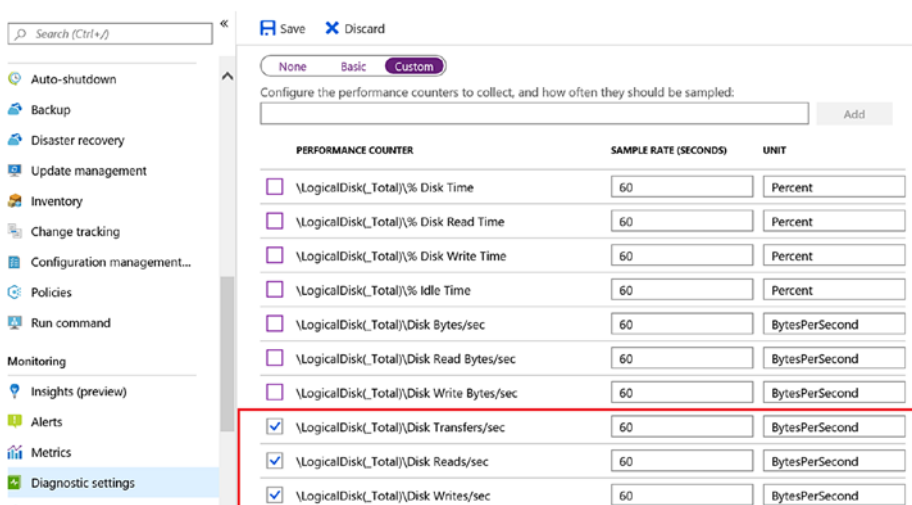 Search (Ctrl+/)
«
Save Discard
Auto-shutdown
Backup
Disaster recovery
Update management
Inventory
Change tracking
Configuration management...
Policies
Run command
Monitoring
Insights (preview)
Alerts
Metrics
Diagnostic settings
None Basic Custom
Configure the performance counters to collect, and how often they should be sampled:
Add
PERFORMANCE COUNTER SAMPLE RATE (SECONDS) UNIT
\LogicalDisk(_Total)\% Disk Time 60 Percent
\LogicalDisk(_Total)\% Disk Read Time 60 Percent
\LogicalDisk(_Total)\% Disk Write Time 60 Percent
\LogicalDisk(_Total)\% Idle Time 60 Percent
\LogicalDisk(_Total)\Disk Bytes/sec 60 BytesPerSecond
\LogicalDisk(_Total)\Disk Read Bytes/sec 60 BytesPerSecond
\LogicalDisk(_Total)\Disk Write Bytes/sec 60 BytesPerSecond
\LogicalDisk(_Total)\Disk Transfers/sec 60 BytesPerSecond
\LogicalDisk(_Total)\Disk Reads/sec 60 BytesPerSecond
\LogicalDisk(_Total)\Disk Writes/sec 60 BytesPerSecond